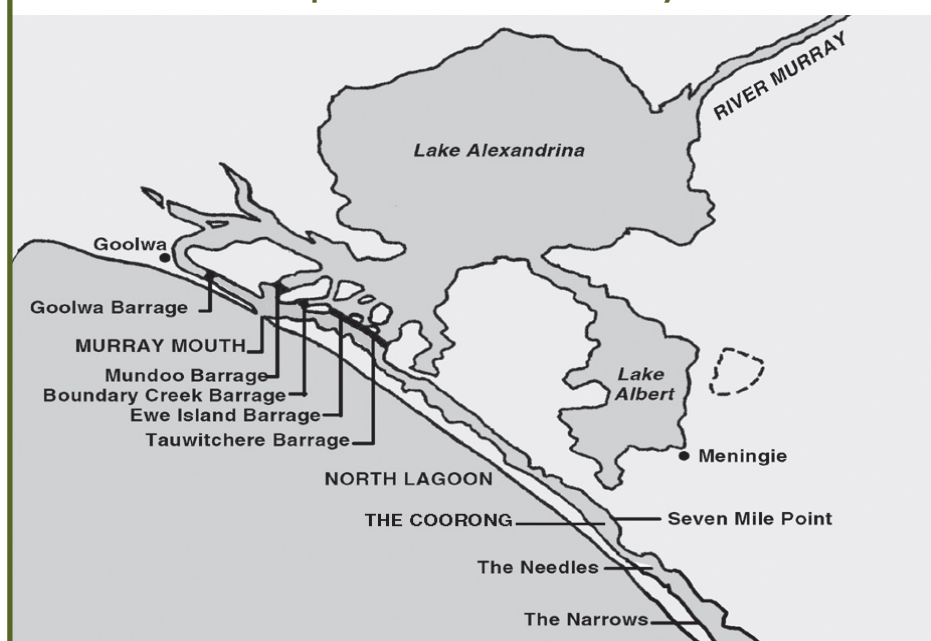 RIVER MURRAY
Lake Alexandrina
Goolwa
Goolwa Barrage
MURRAY MOUTH
Mundoo Barrage
Boundary Creek Barrage
Ewe Island Barrage
Tauwitchere Barrage
Lake
Albert
Meningie
NORTH LAGOON
THE COORONG
Seven Mile Point
The Needles
The Narrows